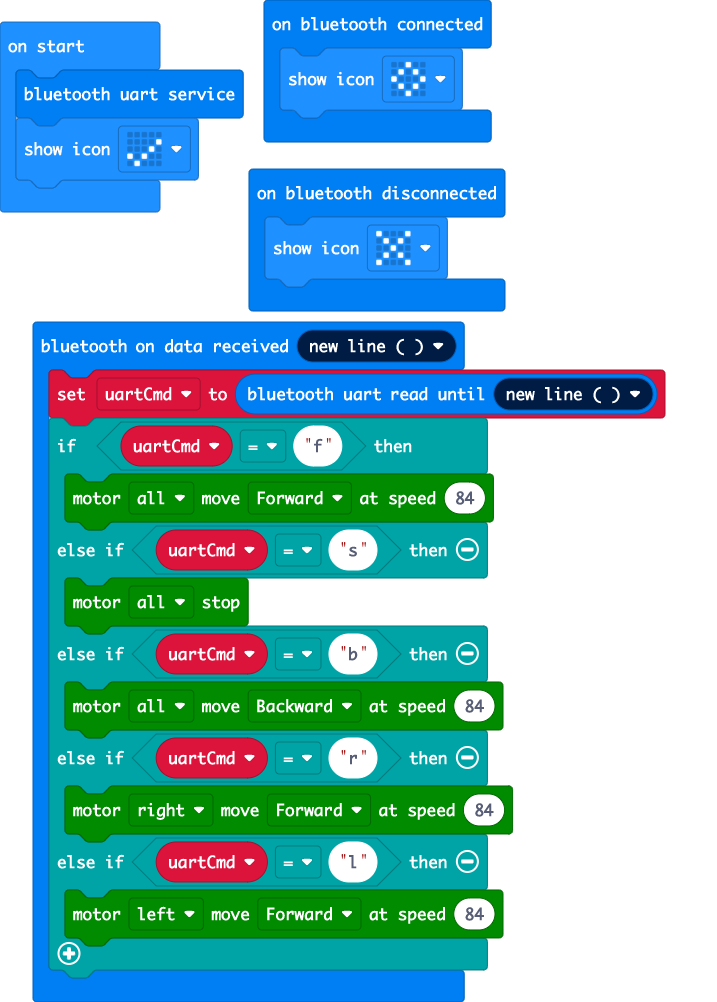 on start
bluetooth uart service
show icon
on bluetooth connected
show icon
on bluetooth disconnected
show icon
bluetooth on data received new line ( )
set uartCmd to bluetooth uart read until new line ( )
if uartCmd = "f" then
motor all move Forward at speed 84
else if uartCmd = "s" then
motor all stop
else if uartCmd = "b" then
motor all move Backward at speed 84
else if uartCmd = "r" then
motor right move Forward at speed 84
else if uartCmd = "l" then
motor left move Forward at speed 84